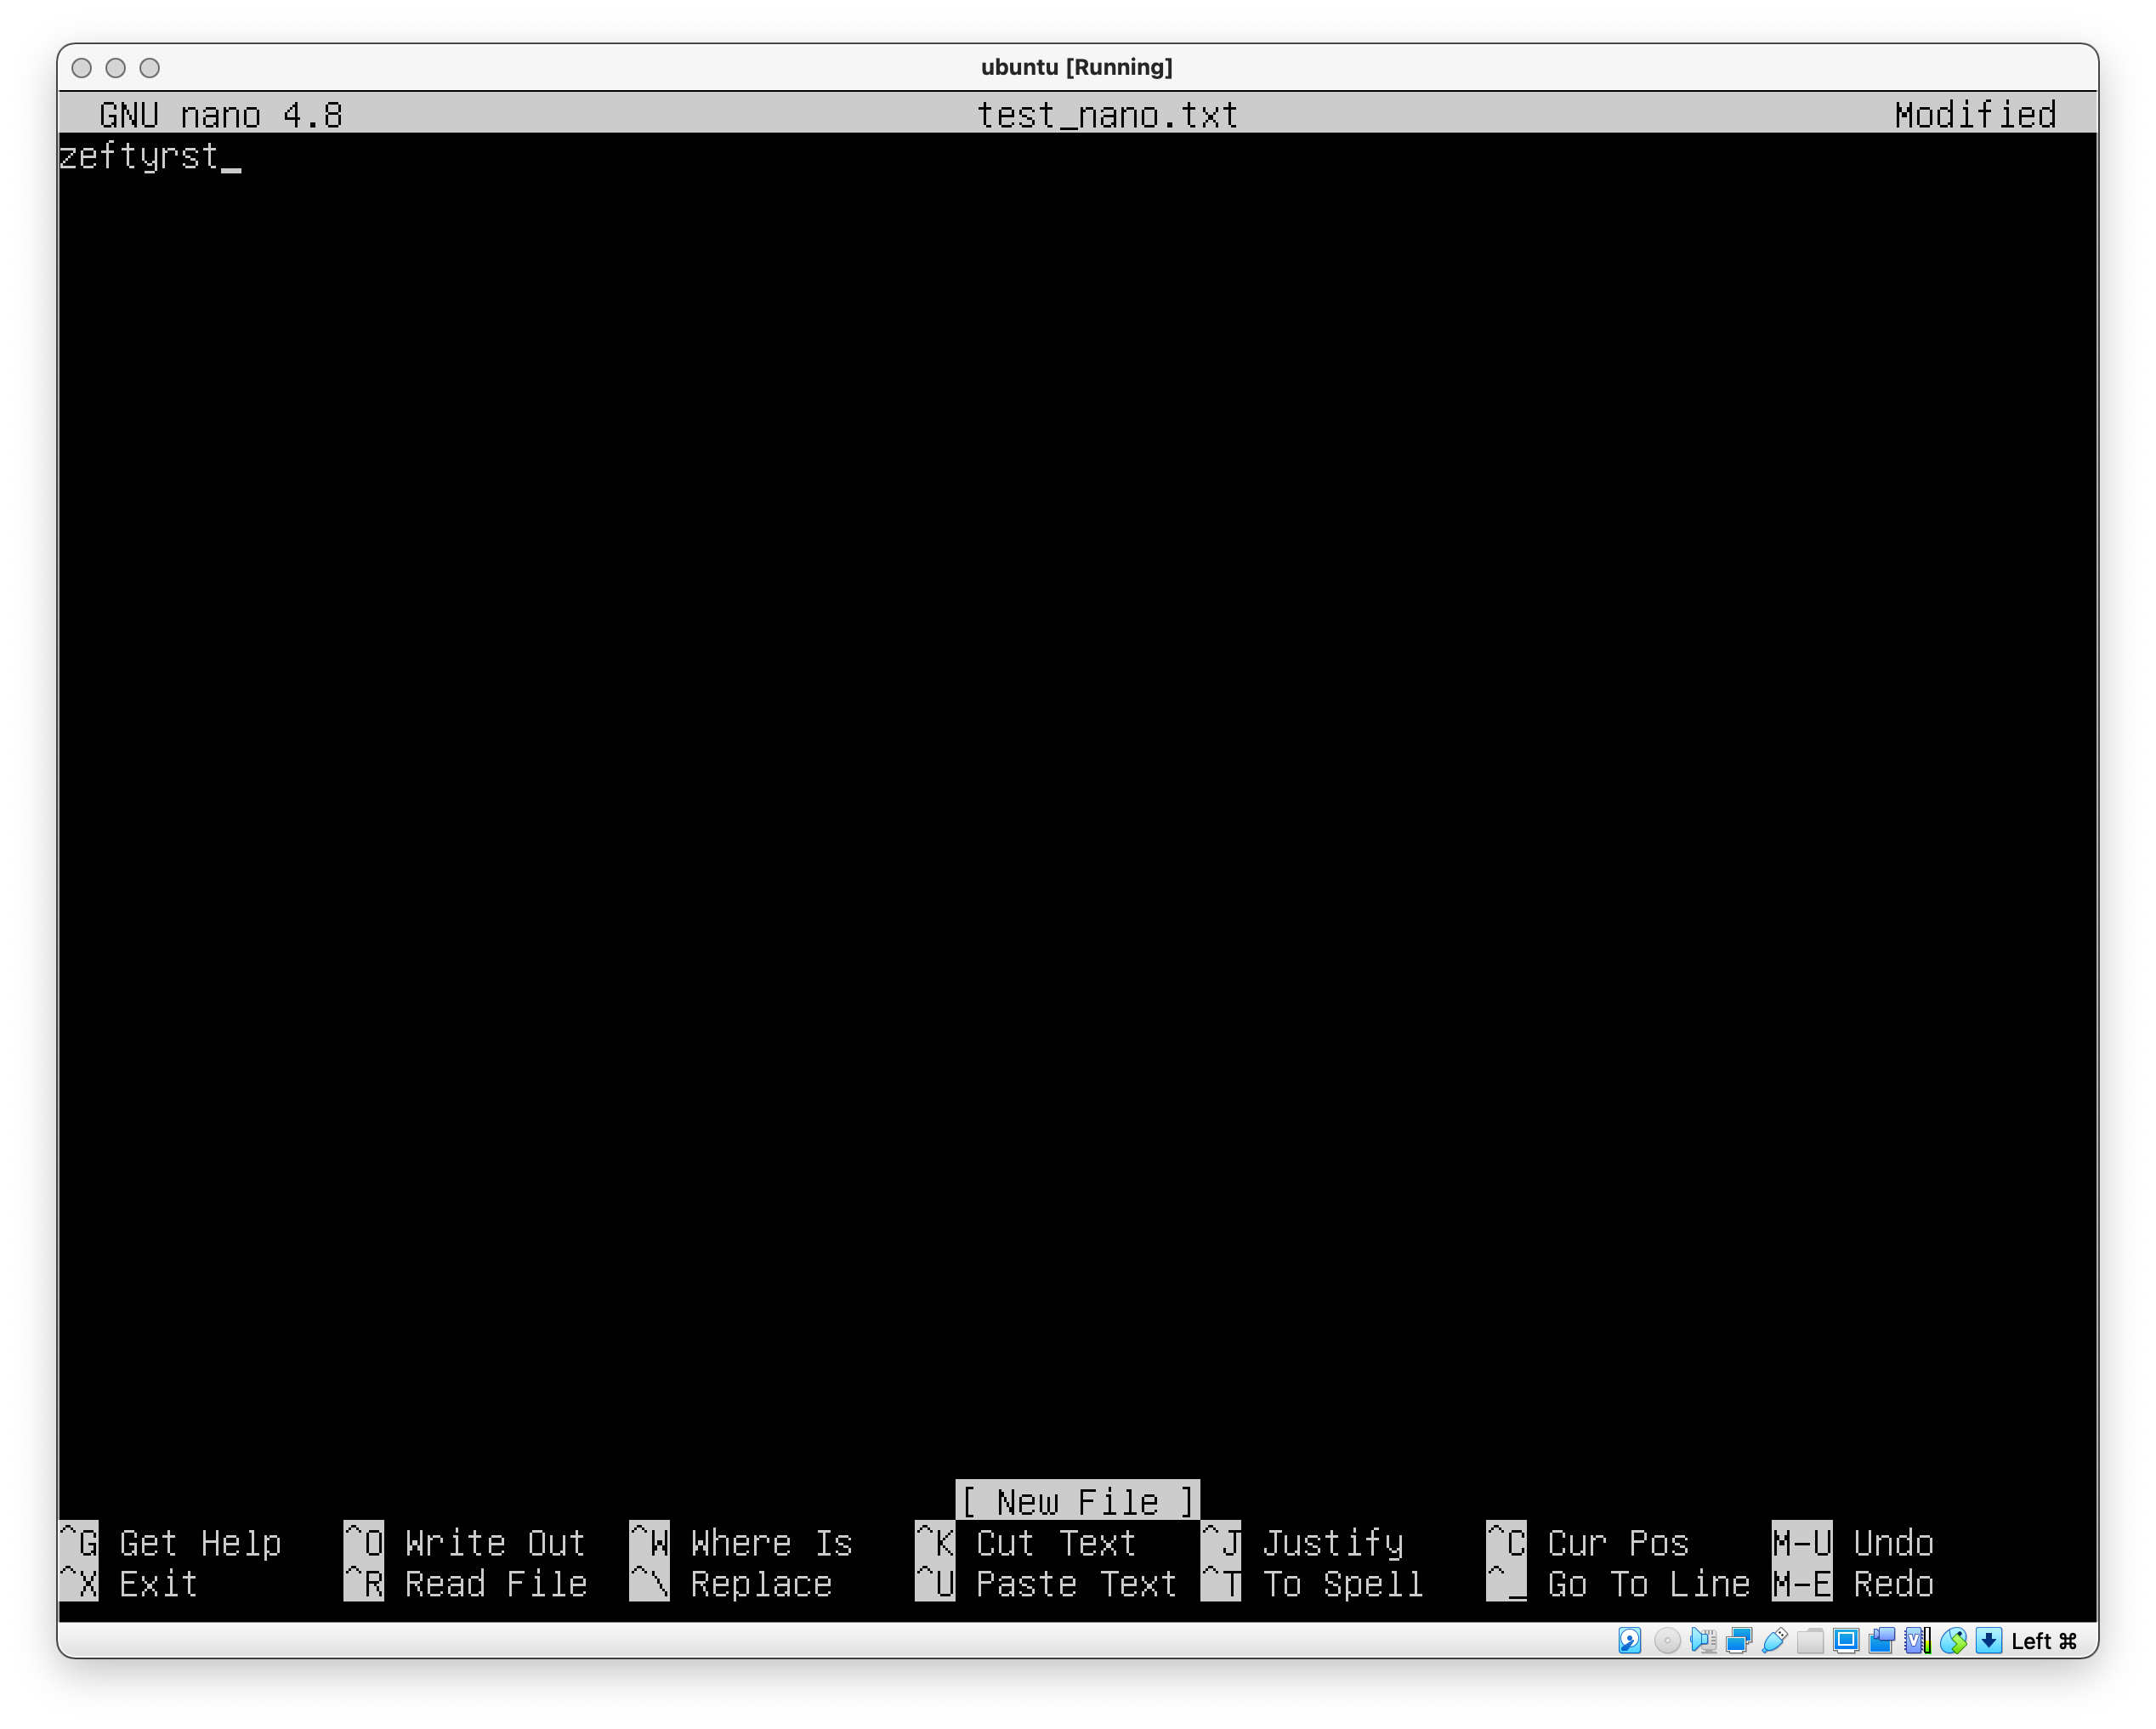 ubuntu [Running]
GNU nano 4.8 test_nano.txt Modified
zeftyrst_
[ New File ]
^G Get Help ^O Write Out ^W Where Is ^K Cut Text ^J Justify ^C Cur Pos M-U Undo
^X Exit ^R Read File ^\ Replace ^U Paste Text ^T To Spell ^_ Go To Line M-E Redo
Left ⌘